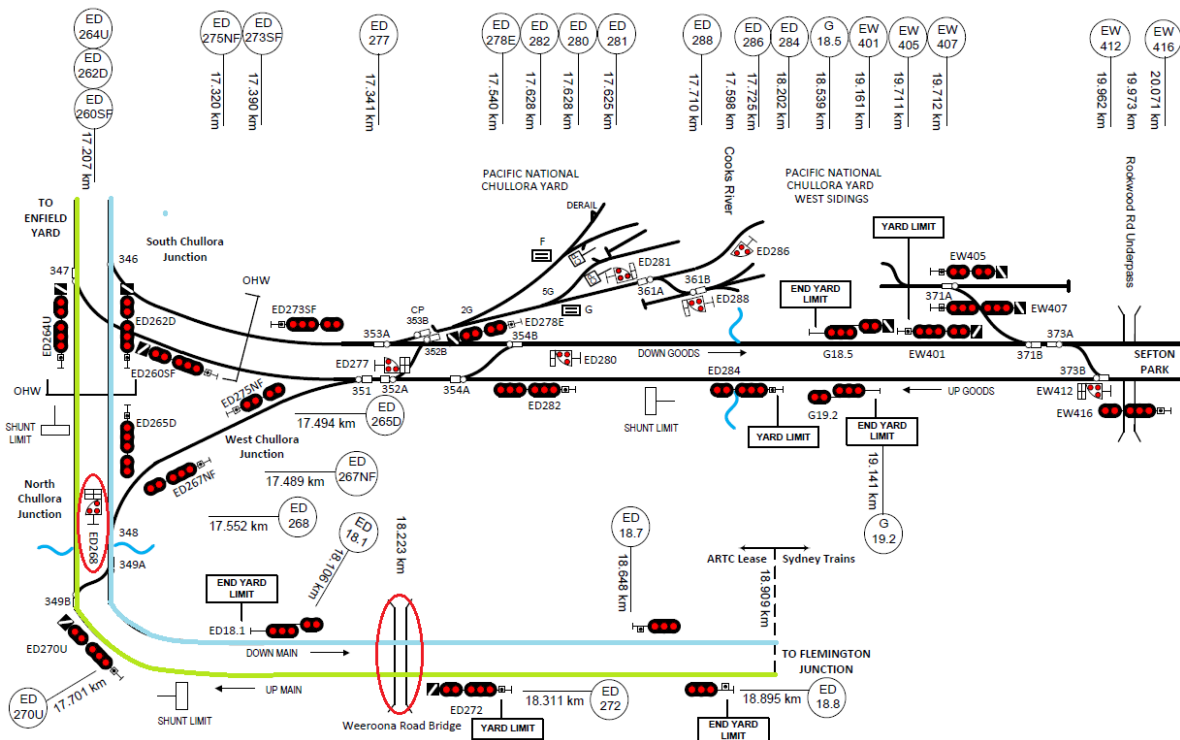 ED
264U
ED
262D
ED
260SF
17.207 km
ED
275NF
17.320 km
ED
273SF
17.390 km
ED
277
17.341 km
ED
278E
17.540 km
ED
282
17.628 km
ED
280
17.628 km
ED
281
17.625 km
ED
288
17.710 km
17.598 km
Cooks River
ED
286
17.725 km
ED
284
18.202 km
G
18.5
18.539 km
EW
401
19.161 km
EW
405
19.711 km
EW
407
19.712 km
EW
412
19.962 km
19.973 km
Rookwood Rd Underpass
EW
416
20.071 km
TO
ENFIELD
YARD
South Chullora
Junction
PACIFIC NATIONAL
CHULLORA YARD
PACIFIC NATIONAL
CHULLORA YARD
WEST SIDINGS
DERAIL
YARD LIMIT
347
346
OHW
F
ED281
ED286
EW405
361A
361B
ED288
371A
END YARD
LIMIT
EW407
ED264U
ED262D
ED273SF
CP
353B
2G
5G
G
ED278E
353A
352B
354B
G18.5
EW401
371B
373A
ED260SF
ED277
ED280
DOWN GOODS
SEFTON
PARK
OHW
ED275NF
351
352A
354A
ED284
373B
EW412
ED282
SHUNT LIMIT
G19.2
UP GOODS
EW416
SHUNT
LIMIT
ED265D
17.494 km
ED
265D
YARD LIMIT
END YARD
LIMIT
19.141 km
G
19.2
West Chullora
Junction
ED267NF
17.489 km
ED
267NF
North
Chullora
Junction
ED268
17.552 km
ED
268
348
349A
349B
ED
18.1
18.106 km
18.223 km
ED
18.7
18.648 km
ARTC Lease
Sydney Trains
18.909 km
END YARD
LIMIT
ED18.1
DOWN MAIN
TO FLEMINGTON
JUNCTION
ED270U
17.701 km
ED
270U
UP MAIN
SHUNT LIMIT
Weeroona Road Bridge
ED272
YARD LIMIT
18.311 km
ED
272
END YARD
LIMIT
18.895 km
ED
18.8